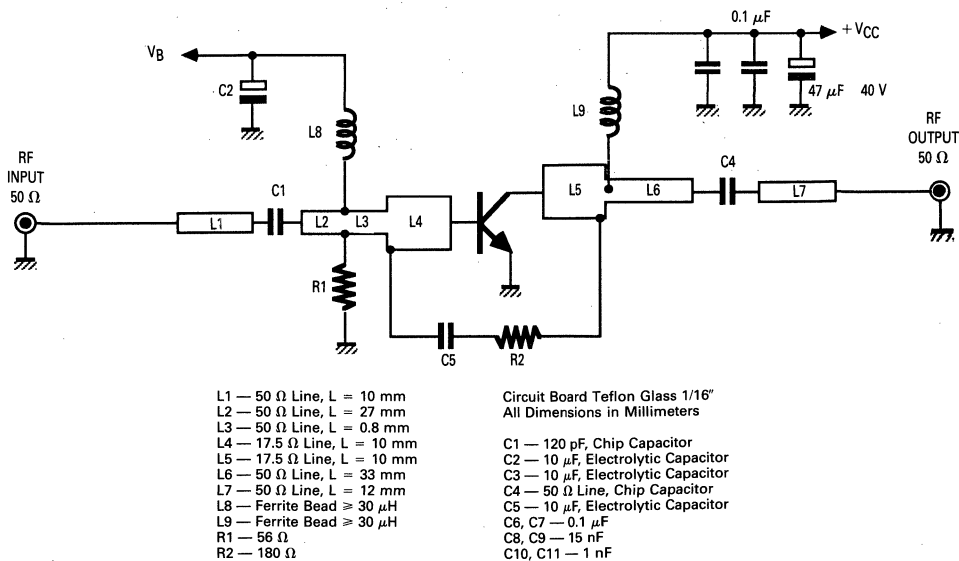 0.1 μF
+ VCC
VB
C2
47 μF 40 V
L8
L9
RF
INPUT
50 Ω
RF
OUTPUT
50 Ω
C1
C4
L1
L2
L3
L4
L5
L6
L7
R1
C5
R2
L1 — 50 Ω Line, L = 10 mm
L2 — 50 Ω Line, L = 27 mm
L3 — 50 Ω Line, L = 0.8 mm
L4 — 17.5 Ω Line, L = 10 mm
L5 — 17.5 Ω Line, L = 10 mm
L6 — 50 Ω Line, L = 33 mm
L7 — 50 Ω Line, L = 12 mm
L8 — Ferrite Bead ≥ 30 μH
L9 — Ferrite Bead ≥ 30 μH
R1 — 56 Ω
R2 — 180 Ω
Circuit Board Teflon Glass 1/16″
All Dimensions in Millimeters
C1 — 120 pF, Chip Capacitor
C2 — 10 μF, Electrolytic Capacitor
C3 — 10 μF, Electrolytic Capacitor
C4 — 50 Ω Line, Chip Capacitor
C5 — 10 μF, Electrolytic Capacitor
C6, C7 — 0.1 μF
C8, C9 — 15 nF
C10, C11 — 1 nF